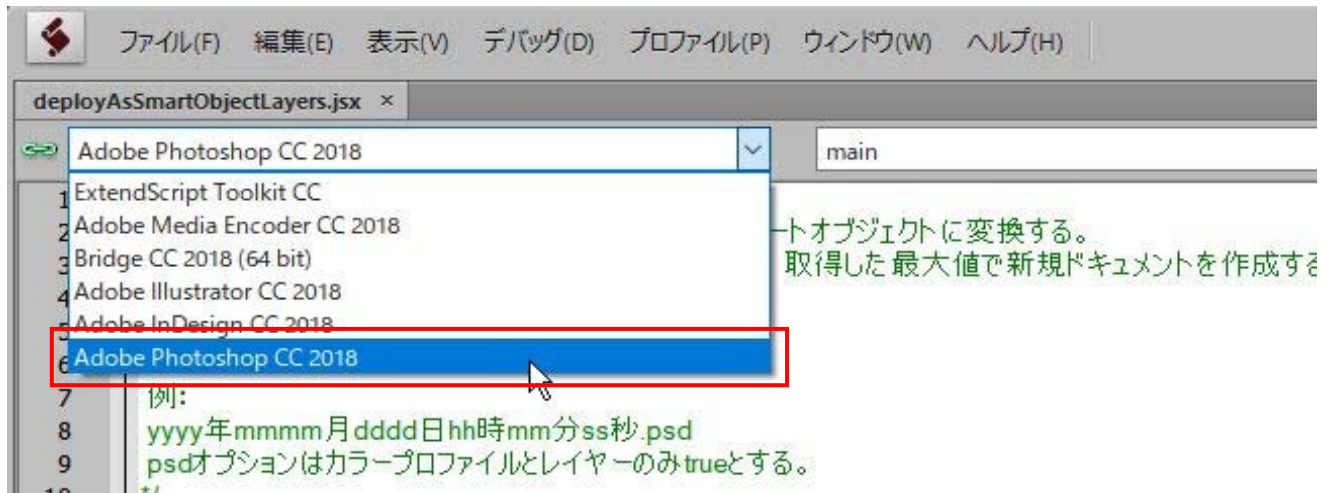 ファイル(F) 編集(E) 表示(V) デバッグ(D) プロファイル(P) ウィンドウ(W) ヘルプ(H)
deployAsSmartObjectLayers.jsx ×
Adobe Photoshop CC 2018 main
ExtendScript Toolkit CC
Adobe Media Encoder CC 2018
ートオブジェクトに変換する。
Bridge CC 2018 (64 bit)
取得した最大値で新規ドキュメントを作成する
Adobe Illustrator CC 2018
Adobe InDesign CC 2018
Adobe Photoshop CC 2018
7 例:
8 yyyy年mmmm月dddd日hh時mm分ss秒.psd
9 psdオプションはカラープロファイルとレイヤーのみtrueとする。